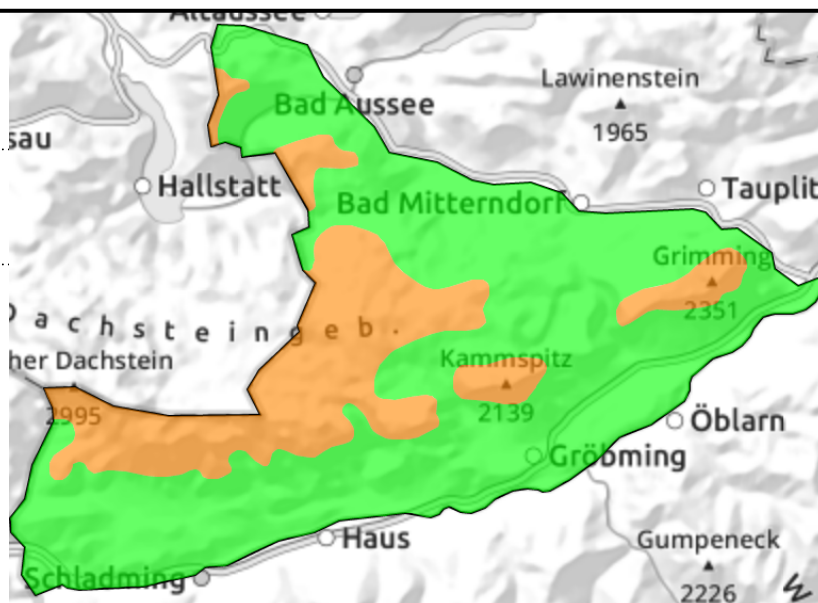 Altaussee
Lawinenstein
Bad Aussee
1965
sau
Hallstatt
Tauplit
Bad Mitterndorf
Grimming
2351
Dachsteingeb.
her Dachstein
2995
Kammspitz
2139
Öblarn
Gröbming
Haus
Gumpeneck
Schladming
2226